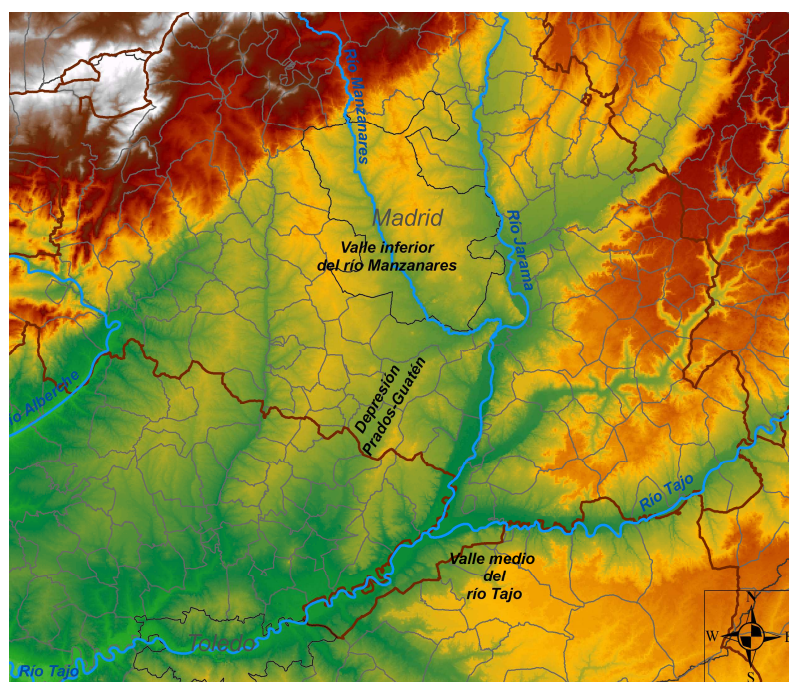 Río Manzanares
Madrid
Río Jarama
Valle inferior
del río Manzanares
Depresión
Prados-Guatén
ío Alberche
Río Tajo
Valle medio
del
río Tajo
Toledo
Río Tajo
N
W
E
S